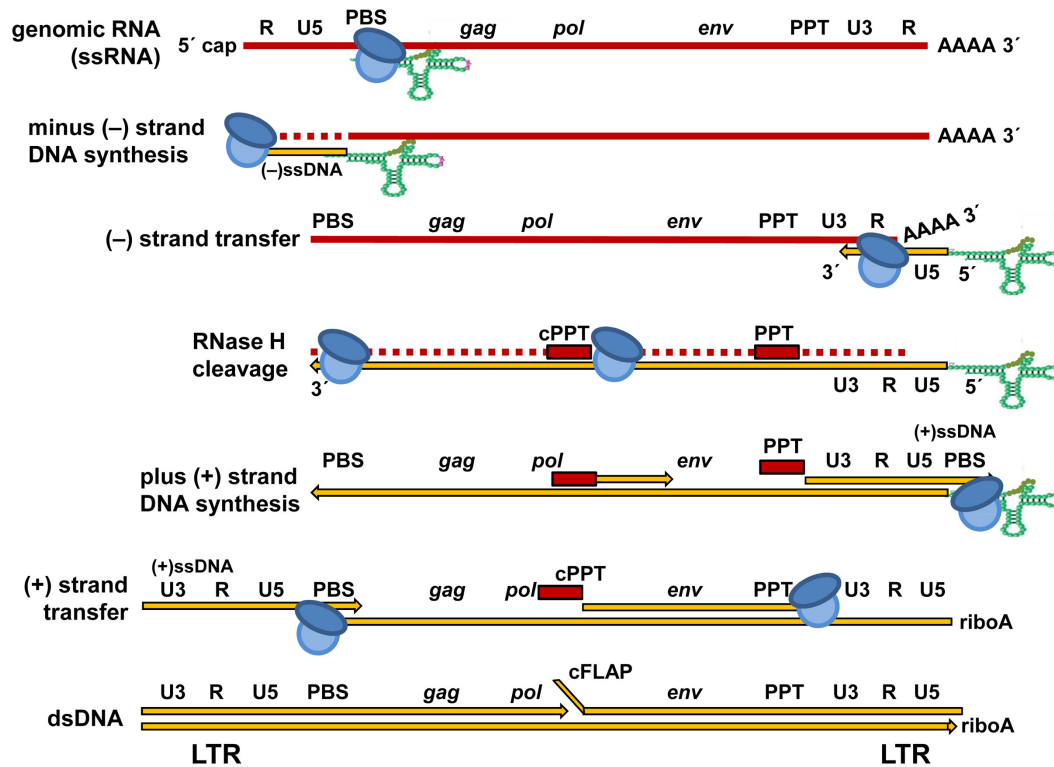 genomic RNA
(ssRNA)
5´ cap
R U5 PBS gag pol env PPT U3 R
AAAA 3´
minus (–) strand
DNA synthesis
(–)ssDNA
AAAA 3´
(–) strand transfer
PBS gag pol env PPT U3 R AAAA 3´
3´ U5 5´
RNase H
cleavage
cPPT PPT
3´ U3 R U5 5´
plus (+) strand
DNA synthesis
(+)ssDNA
PBS gag pol env PPT U3 R U5 PBS
(+) strand
transfer
(+)ssDNA
cPPT
U3 R U5 PBS gag pol env PPT U3 R U5
riboA
cFLAP
dsDNA
U3 R U5 PBS gag pol env PPT U3 R U5
riboA
LTR LTR